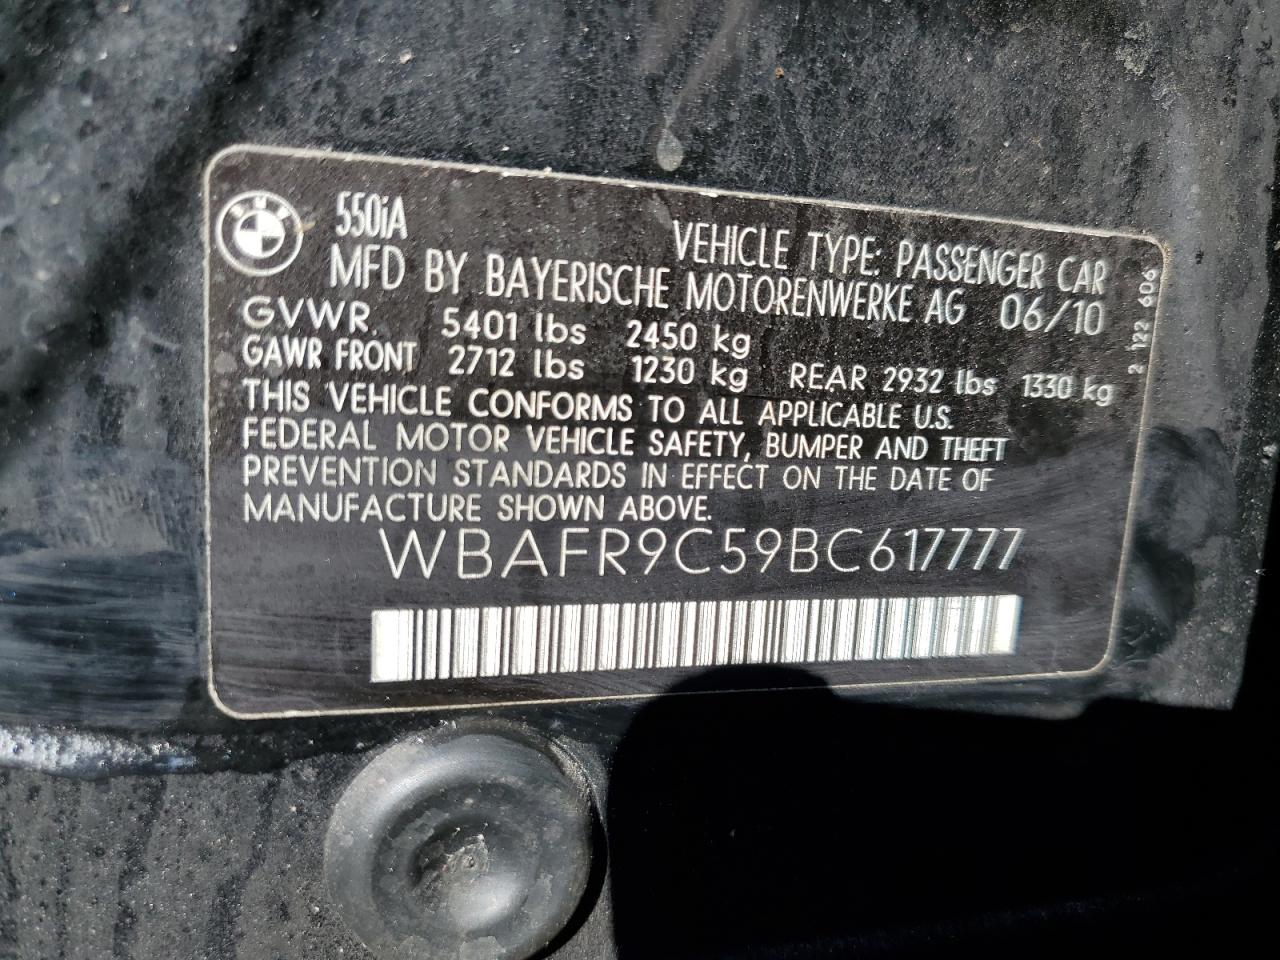 BMW
550iA
VEHICLE TYPE: PASSENGER CAR
MFD BY BAYERISCHE MOTORENWERKE AG 06/10
GVWR. 5401 lbs 2450 kg
GAWR FRONT 2712 lbs 1230 kg REAR 2932 lbs 1330 kg
THIS VEHICLE CONFORMS TO ALL APPLICABLE U.S.
FEDERAL MOTOR VEHICLE SAFETY, BUMPER AND THEFT
PREVENTION STANDARDS IN EFFECT ON THE DATE OF
MANUFACTURE SHOWN ABOVE.
WBAFR9C59BC617777
2 122 606